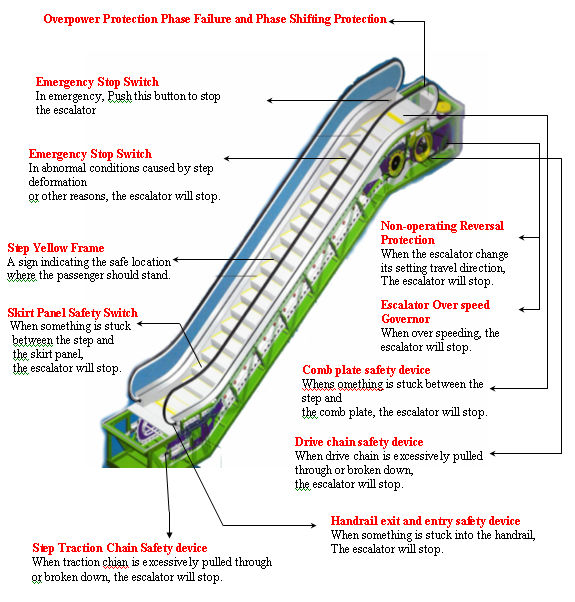 Overpower Protection Phase Failure and Phase Shifting Protection
Emergency Stop Switch
In emergency, Push this button to stop
the escalator
Emergency Stop Switch
In abnormal conditions caused by step
deformation
or other reasons, the escalator will stop.
Step Yellow Frame
A sign indicating the safe location
where the passenger should stand.
Skirt Panel Safety Switch
When something is stuck
between the step and
the skirt panel,
the escalator will stop.
Non-operating Reversal
Protection
When the escalator change
its setting travel direction,
The escalator will stop.
Escalator Over speed
Governor
When over speeding, the
escalator will stop.
Comb plate safety device
Whens omething is stuck between the
step and
the comb plate, the escalator will stop.
Drive chain safety device
When drive chain is excessively pulled
through or broken down,
the escalator will stop.
Handrail exit and entry safety device
When something is stuck into the handrail,
The escalator will stop.
Step Traction Chain Safety device
When traction chian is excessively pulled through
or broken down, the escalator will stop.